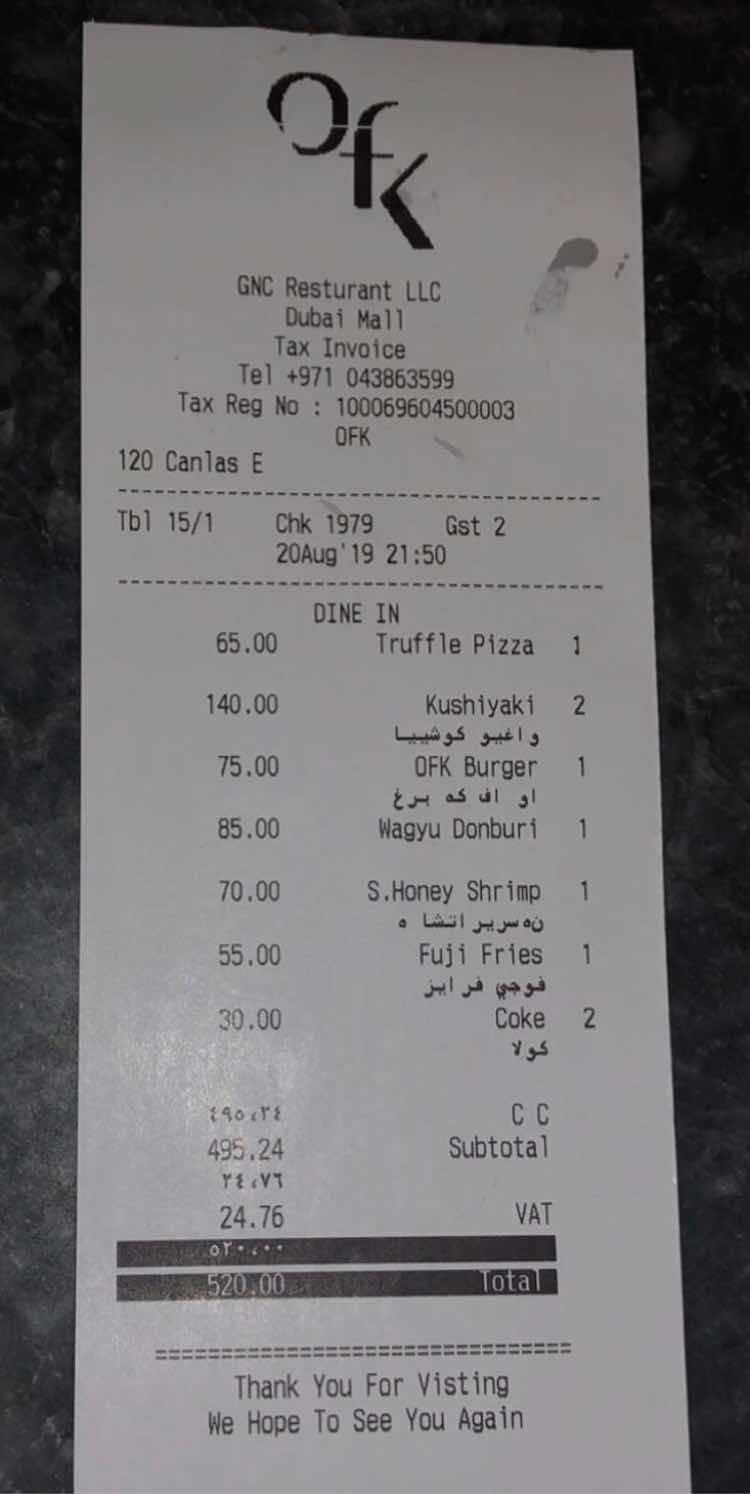 OfK
GNC Resturant LLC
Dubai Mall
Tax Invoice
Tel +971 043863599
Tax Reg No : 100069604500003
OFK
120 Canlas E
Tbl 15/1 Chk 1979 Gst 2
20Aug'19 21:50
DINE IN
65.00 Truffle Pizza 1
140.00 Kushiyaki 2
واغيو كوشييا
75.00 OFK Burger 1
او اف كه برغ
85.00 Wagyu Donburi 1
70.00 S.Honey Shrimp 1
55.00 Fuji Fries 1
فوجي فرايز
30.00 Coke 2
كولا
٤٩٥،٢٤ C C
495.24 Subtotal
٢٤،٧٦
24.76 VAT
٥٢٠،٠٠
520.00 Total
Thank You For Visting
We Hope To See You Again